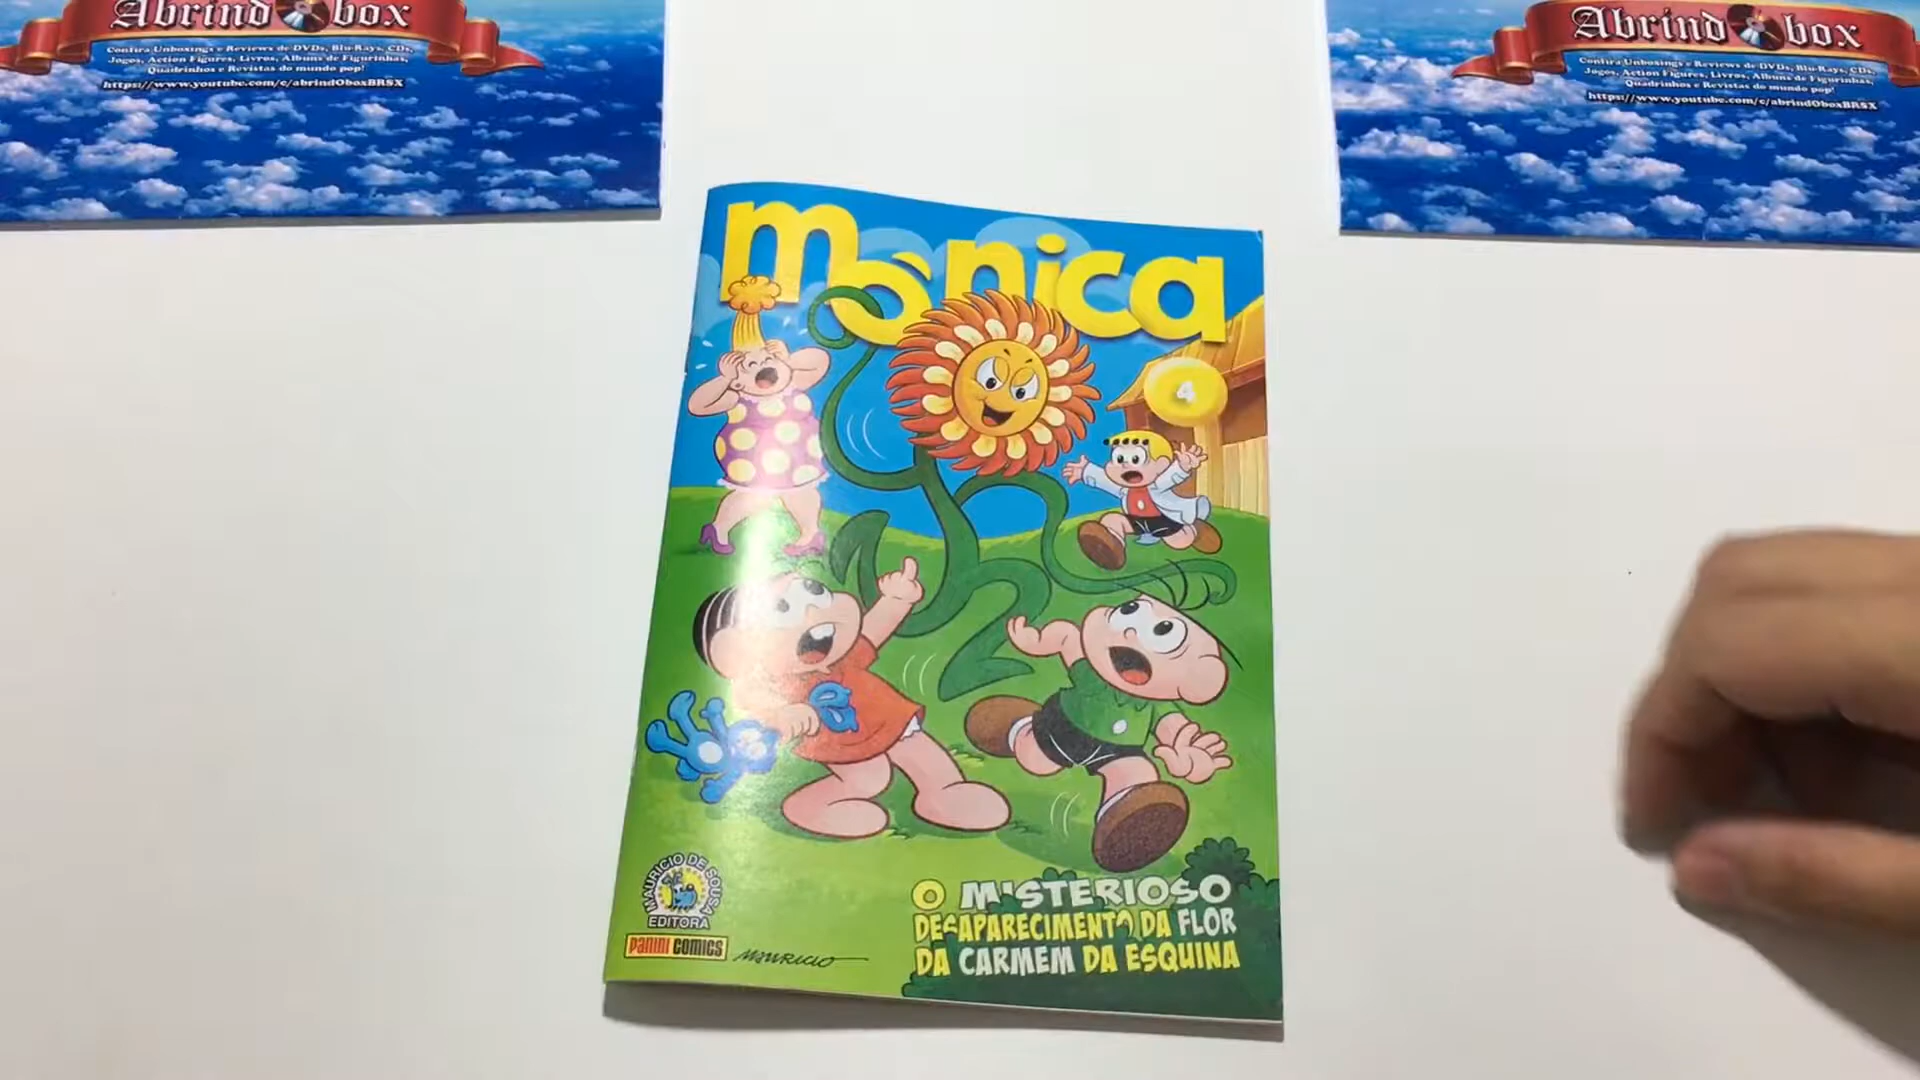 Abrind box
Confira Unboxings e Reviews de DVDs, Blu-Rays, CDs,
Jogos, Action Figures, Livros, Álbuns de Figurinhas,
Quadrinhos e Revistas do mundo pop!
https://www.youtube.com/c/abrindOboxBRSX
Abrind box
Confira Unboxings e Reviews de DVDs, Blu-Rays, CDs,
Jogos, Action Figures, Livros, Álbuns de Figurinhas,
Quadrinhos e Revistas do mundo pop!
https://www.youtube.com/c/abrindOboxBRSX
mônica
4
MAURICIO DE SOUSA
EDITORA
PANINI COMICS
MAURICIO
O MISTERIOSO
DESAPARECIMENTO DA FLOR
DA CARMEM DA ESQUINA